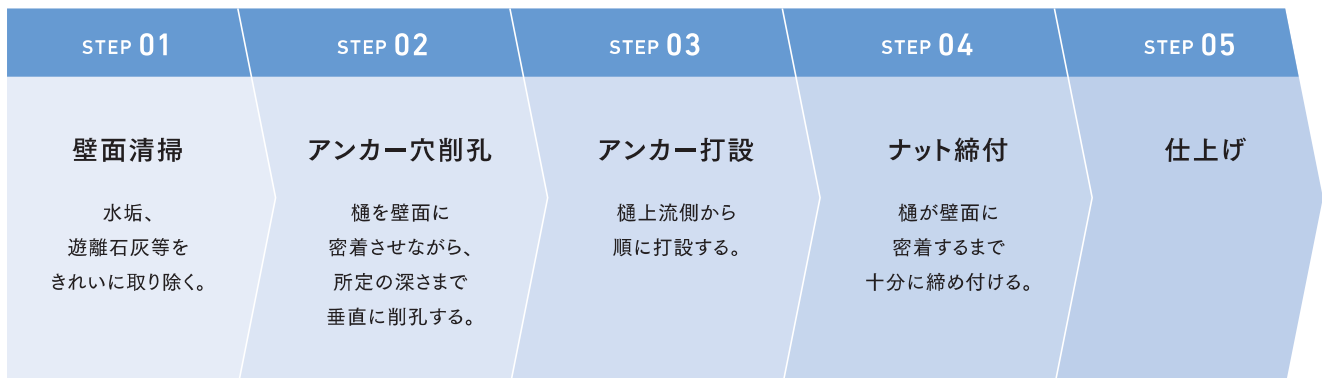 STEP 01
壁面清掃
水垢、
遊離石灰等を
きれいに取り除く。
STEP 02
アンカー穴削孔
樋を壁面に
密着させながら、
所定の深さまで
垂直に削孔する。
STEP 03
アンカー打設
樋上流側から
順に打設する。
STEP 04
ナット締付
樋が壁面に
密着するまで
十分に締め付ける。
STEP 05
仕上げ